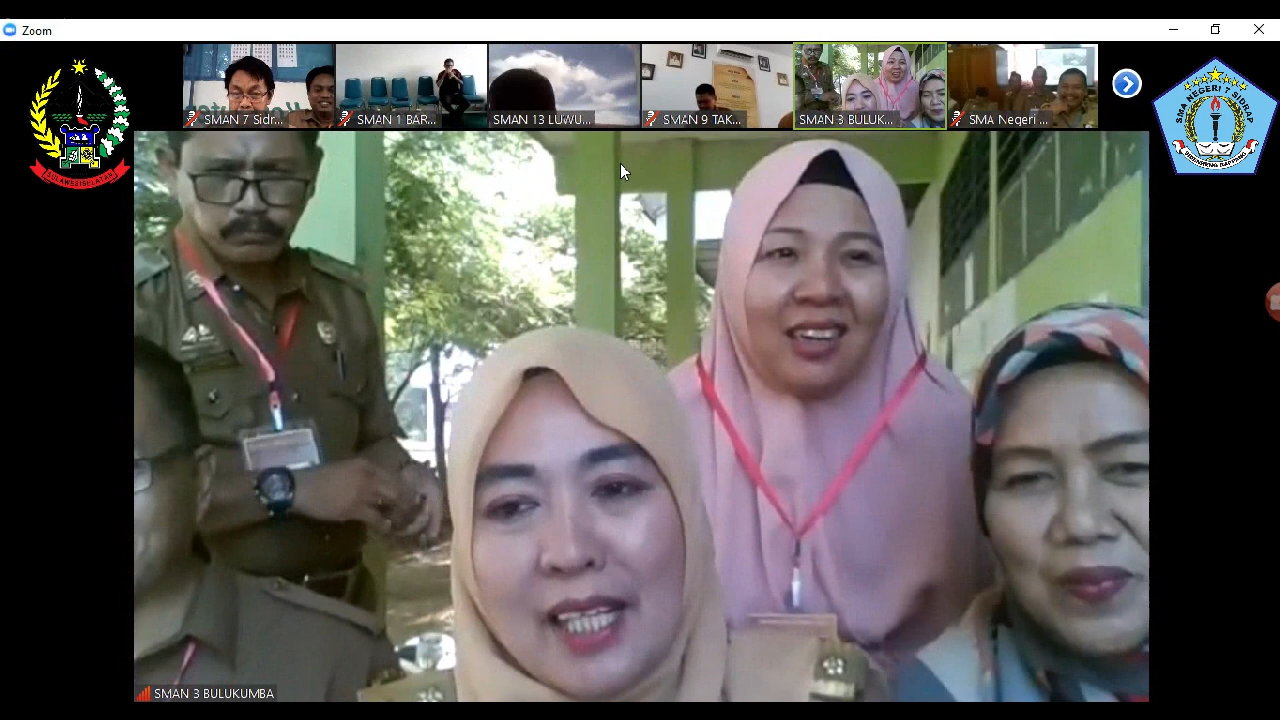 Zoom
SMAN 7 Sidr...
SMAN 1 BAR...
SMAN 13 LUWU...
SMAN 9 TAK...
SMAN 3 BULUK...
SMA Negeri ...
SULAWESI SELATAN
SMA NEGERI 7 SIDRAP
SMAN 3 BULUKUMBA